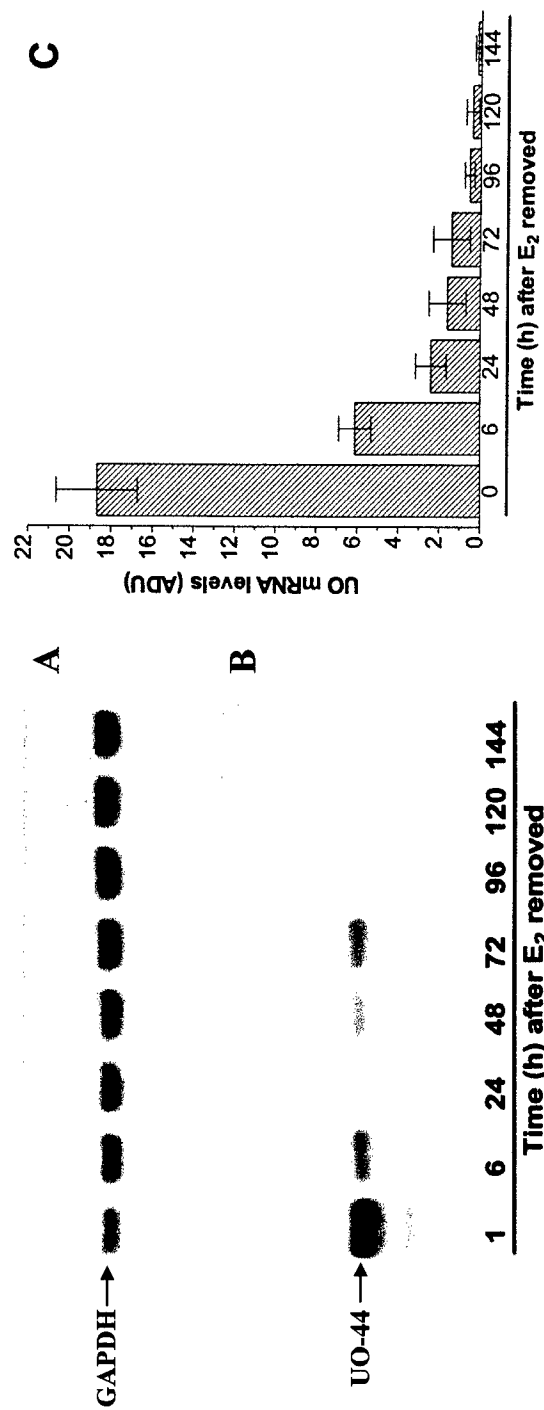 A
GAPDH
B
UO-44
1 6 24 48 72 96 120 144
Time (h) after E₂ removed
C
UO mRNA levels (ADU)
22
20
18
16
14
12
10
8
6
4
2
0
0 6 24 48 72 96 120 144
Time (h) after E₂ removed